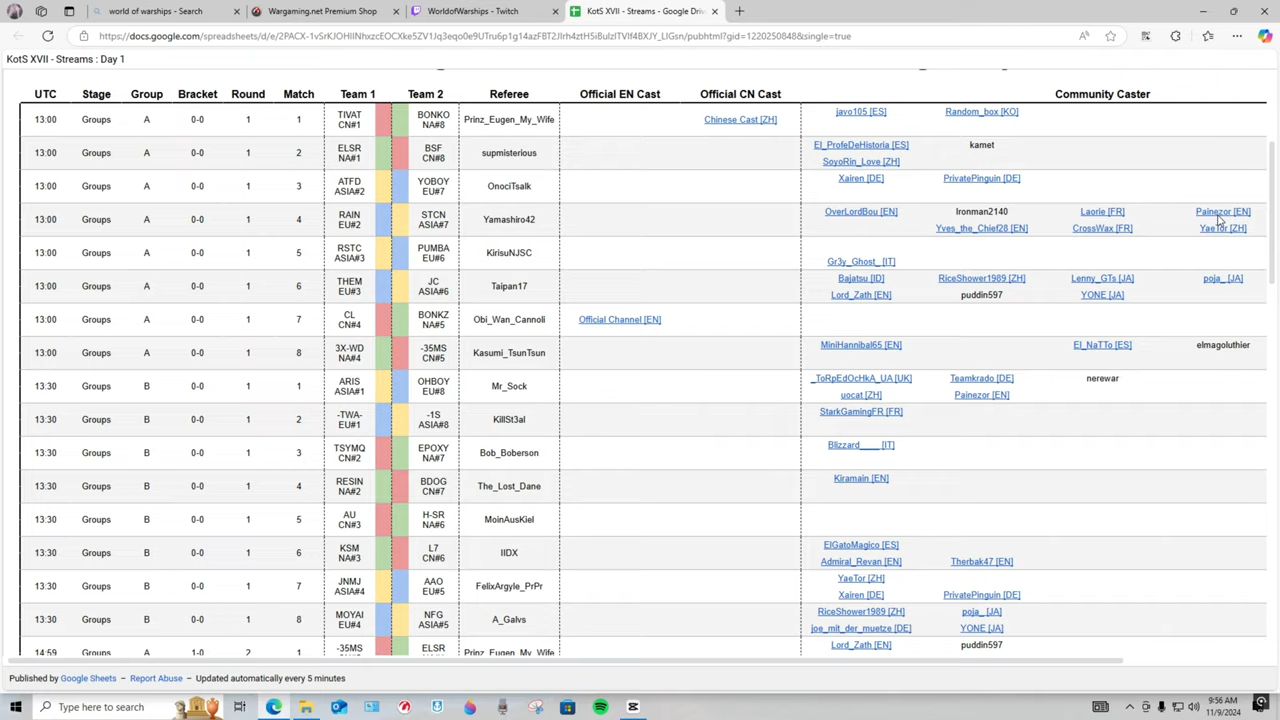 world of warships - Search
Wargaming.net Premium Shop
WorldofWarships - Twitch
KotS XVII - Streams - Google Driv
https://docs.google.com/spreadsheets/d/e/2PACX-1vSrKJOHIINhxzcEOCXke5ZV1Jq3eqo0e9UTru6p1g14azFBT2Jlrh4ztH5iBulzITVIf4BXJY_LIGsn/pubhtml?gid=1220250848&single=true
KotS XVII - Streams : Day 1
UTC Stage Group Bracket Round Match Team 1 Team 2 Referee Official EN Cast Official CN Cast Community Caster
13:00 Groups A 0-0 1 1 TIVAT CN#1 BONKO NA#8 Prinz_Eugen_My_Wife Chinese Cast [ZH] javo105 [ES] Random_box [KO]
13:00 Groups A 0-0 1 2 ELSR NA#1 BSF CN#8 supmisterious El_ProfeDeHistoria [ES] kamet
SoyoRin_Love [ZH]
13:00 Groups A 0-0 1 3 ATFD ASIA#2 YOBOY EU#7 OnociTsalk Xairen [DE] PrivatePinguin [DE]
13:00 Groups A 0-0 1 4 RAIN EU#2 STCN ASIA#7 Yamashiro42 OverLordBou [EN] Ironman2140 Laorie [FR] Painezor [EN]
Yves_the_Chief28 [EN] CrossWax [FR] YaeTor [ZH]
13:00 Groups A 0-0 1 5 RSTC ASIA#3 PUMBA EU#6 KirisuNJSC Gr3y_Ghost_ [IT]
13:00 Groups A 0-0 1 6 THEM EU#3 JC ASIA#6 Taipan17 Bajatsu [ID] RiceShower1989 [ZH] Lenny_GTs [JA] poja_ [JA]
Lord_Zath [EN] puddin597 YONE [JA]
13:00 Groups A 0-0 1 7 CL CN#4 BONKZ NA#5 Obi_Wan_Cannoli Official Channel [EN]
13:00 Groups A 0-0 1 8 3X-WD NA#4 -35MS CN#5 Kasumi_TsunTsun MiniHannibal65 [EN] El_NaTTo [ES] elmagoluthier
13:30 Groups B 0-0 1 1 ARIS ASIA#1 OHBOY EU#8 Mr_Sock _ToRpEdOcHkA_UA [UK] Teamkrado [DE] nerewar
uocat [ZH] Painezor [EN]
13:30 Groups B 0-0 1 2 -TWA- EU#1 -1S ASIA#8 KillSt3al StarkGamingFR [FR]
13:30 Groups B 0-0 1 3 TSYMQ CN#2 EPOXY NA#7 Bob_Boberson Blizzard____ [IT]
13:30 Groups B 0-0 1 4 RESIN NA#2 BDOG CN#7 The_Lost_Dane Kiramain [EN]
13:30 Groups B 0-0 1 5 AU CN#3 H-SR NA#6 MoinAusKiel
13:30 Groups B 0-0 1 6 KSM NA#3 L7 CN#6 IIDX ElGatoMagico [ES]
Admiral_Revan [EN] Therbak47 [EN]
13:30 Groups B 0-0 1 7 JNMJ ASIA#4 AAO EU#5 FelixArgyle_PrPr YaeTor [ZH]
Xairen [DE] PrivatePinguin [DE]
13:30 Groups B 0-0 1 8 MOYAI EU#4 NFG ASIA#5 A_Galvs RiceShower1989 [ZH] poja_ [JA]
joe_mit_der_muetze [DE] YONE [JA]
14:59 Groups 1 0-0 2 1 -35MS ELSR Prinz_Eugen_My_Wife Lord_Zath [EN] puddin597
Published by Google Sheets - Report Abuse - Updated automatically every 5 minutes
Type here to search
9:56 AM
11/9/2024